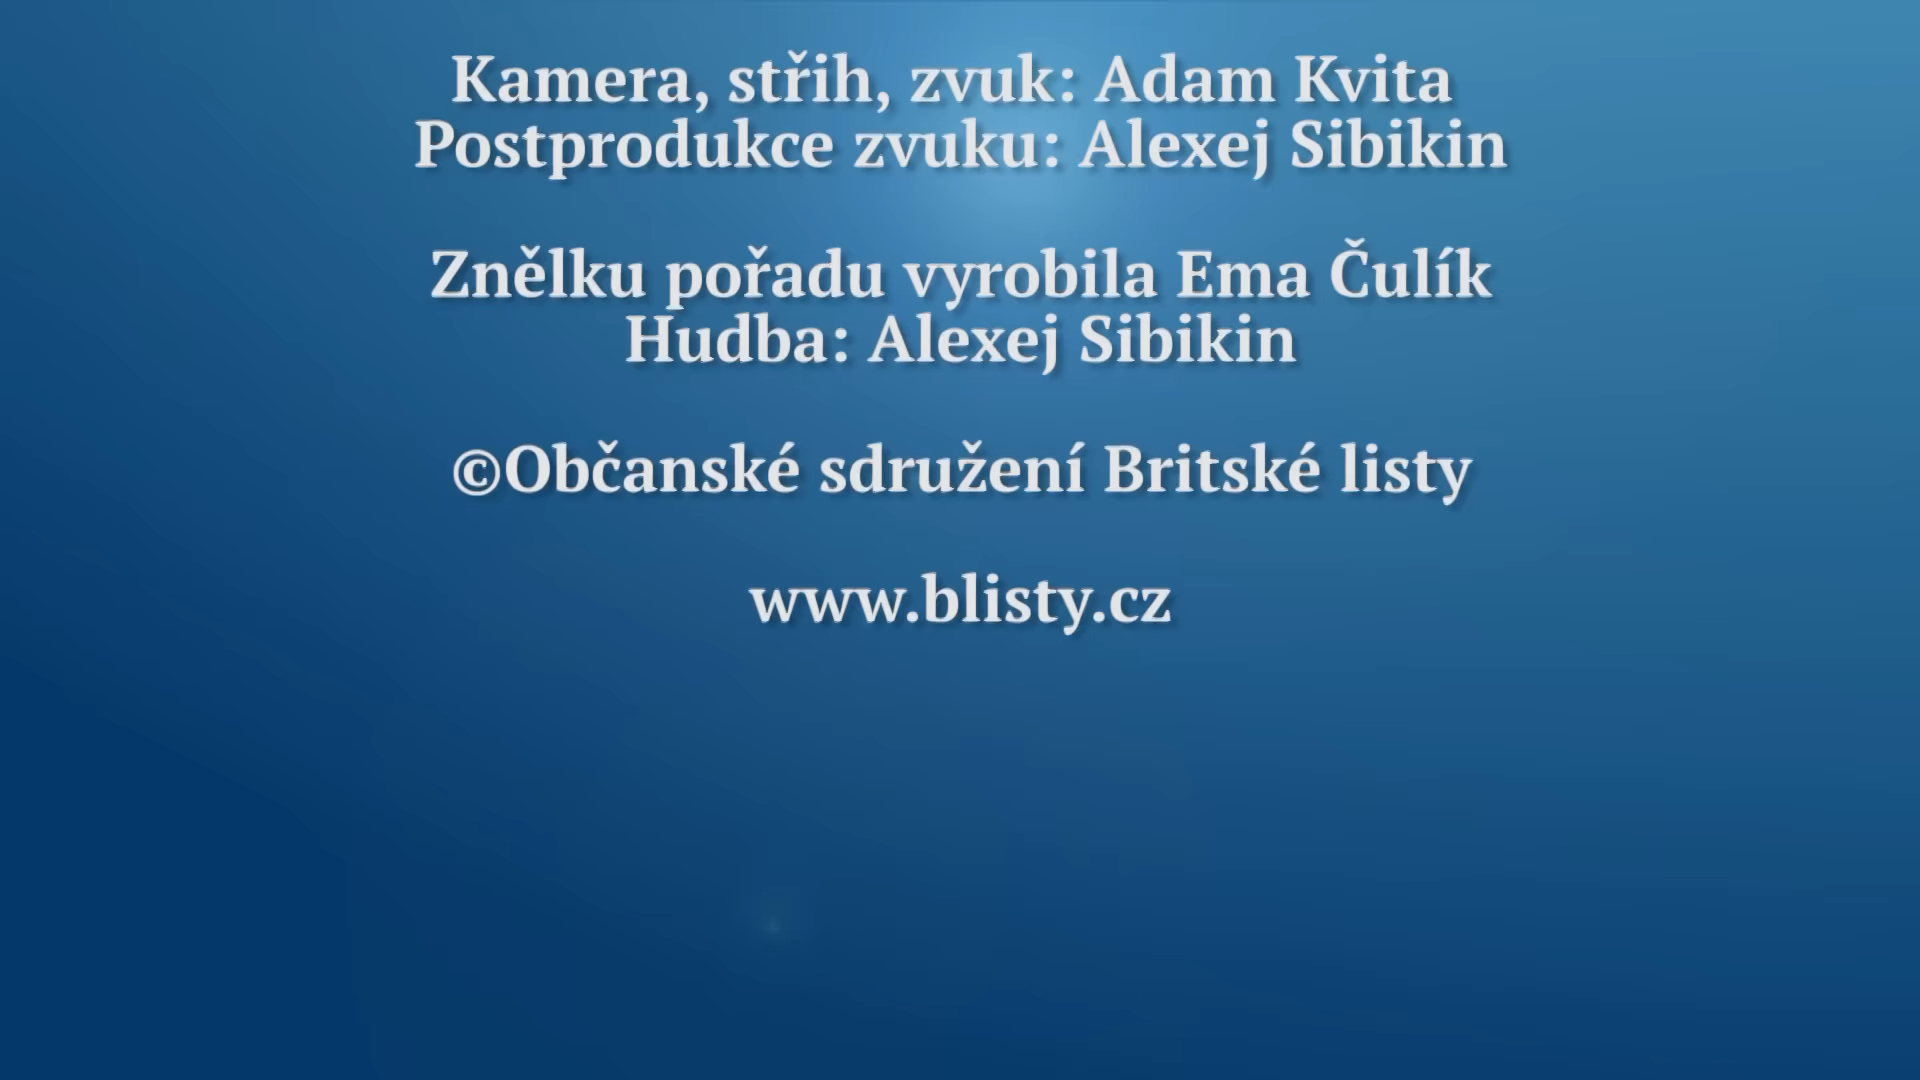 Kamera, střih, zvuk: Adam Kvita
Postprodukce zvuku: Alexej Sibikin
Znělku pořadu vyrobila Ema Čulík
Hudba: Alexej Sibikin
©Občanské sdružení Britské listy
www.blisty.cz